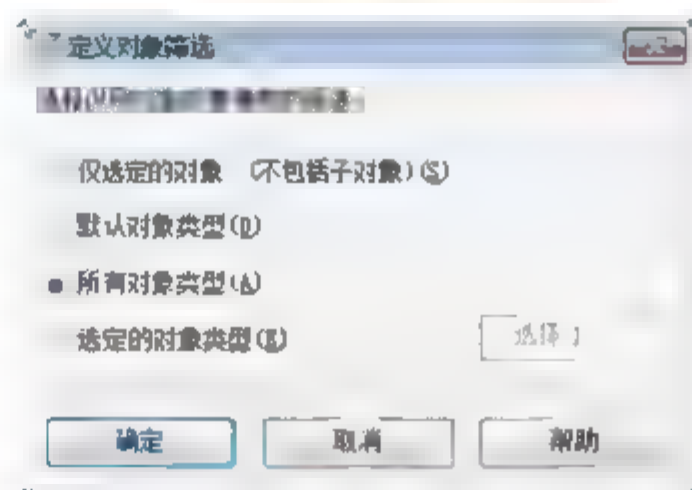 定义对象筛选
仅选定的对象 (不包括子对象)(S)
默认对象类型(D)
所有对象类型(A)
选定的对象类型(E)
选择
确定
取消
帮助